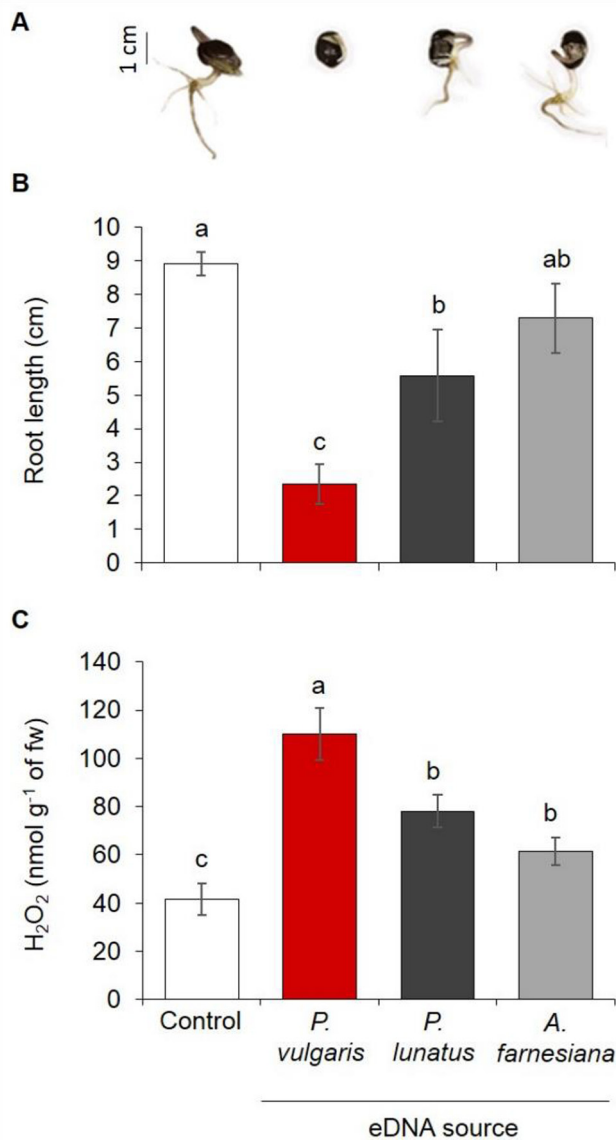 A
1 cm
B
Root length (cm)
10
9
8
7
6
5
4
3
2
1
0
a
c
b
ab
C
H₂O₂ (nmol g⁻¹ of fw)
140
120
100
80
60
40
20
0
c
a
b
b
Control
P.
vulgaris
P.
lunatus
A.
farnesiana
eDNA source